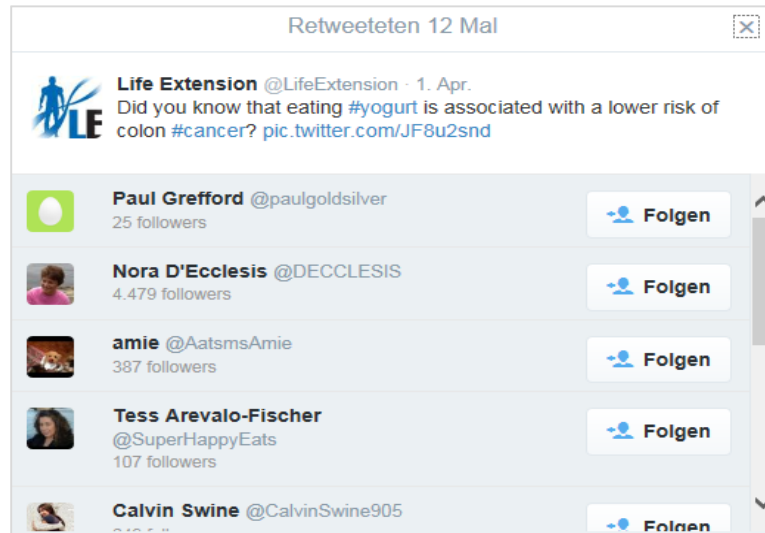 Retweeteten 12 Mal
Life Extension @LifeExtension · 1. Apr.
Did you know that eating #yogurt is associated with a lower risk of
colon #cancer? pic.twitter.com/JF8u2snd
LE
Paul Grefford @paulgoldsilver
25 followers
Folgen
Nora D'Ecclesis @DECCLESIS
4.479 followers
Folgen
amie @AatsmsAmie
387 followers
Folgen
Tess Arevalo-Fischer
@SuperHappyEats
107 followers
Folgen
Calvin Swine @CalvinSwine905
Folgen